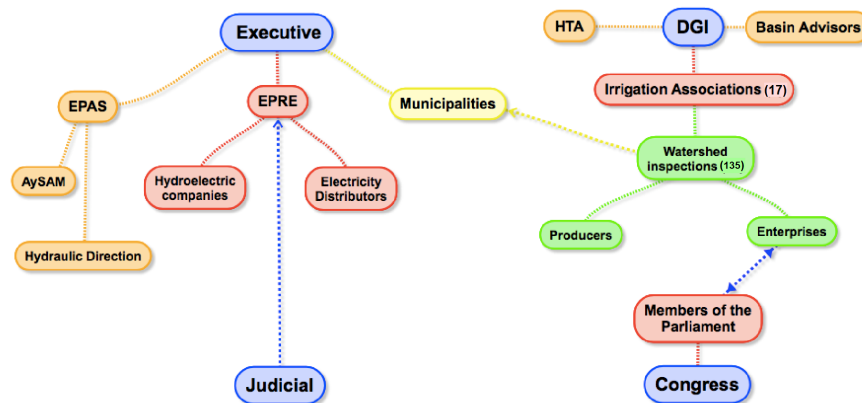 HTA
DGI
Basin Advisors
Executive
EPAS
EPRE
Municipalities
Irrigation Associations (17)
Watershed
inspections (135)
AySAM
Hydroelectric
companies
Electricity
Distributors
Producers
Enterprises
Hydraulic Direction
Members of the
Parliament
Judicial
Congress